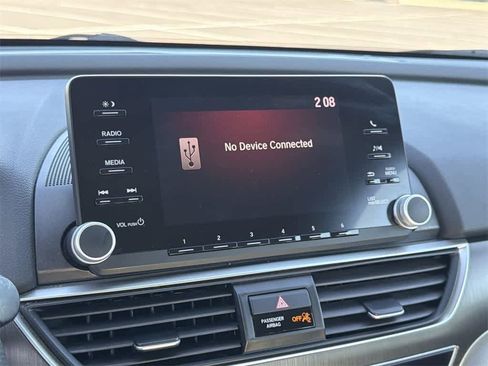 2 08
RADIO
No Device Connected
MEDIA
VOL PUSH
MENU
LIST
PUSH SELECT
1 2 3 4 5 6
PASSENGER
AIRBAG
OFF